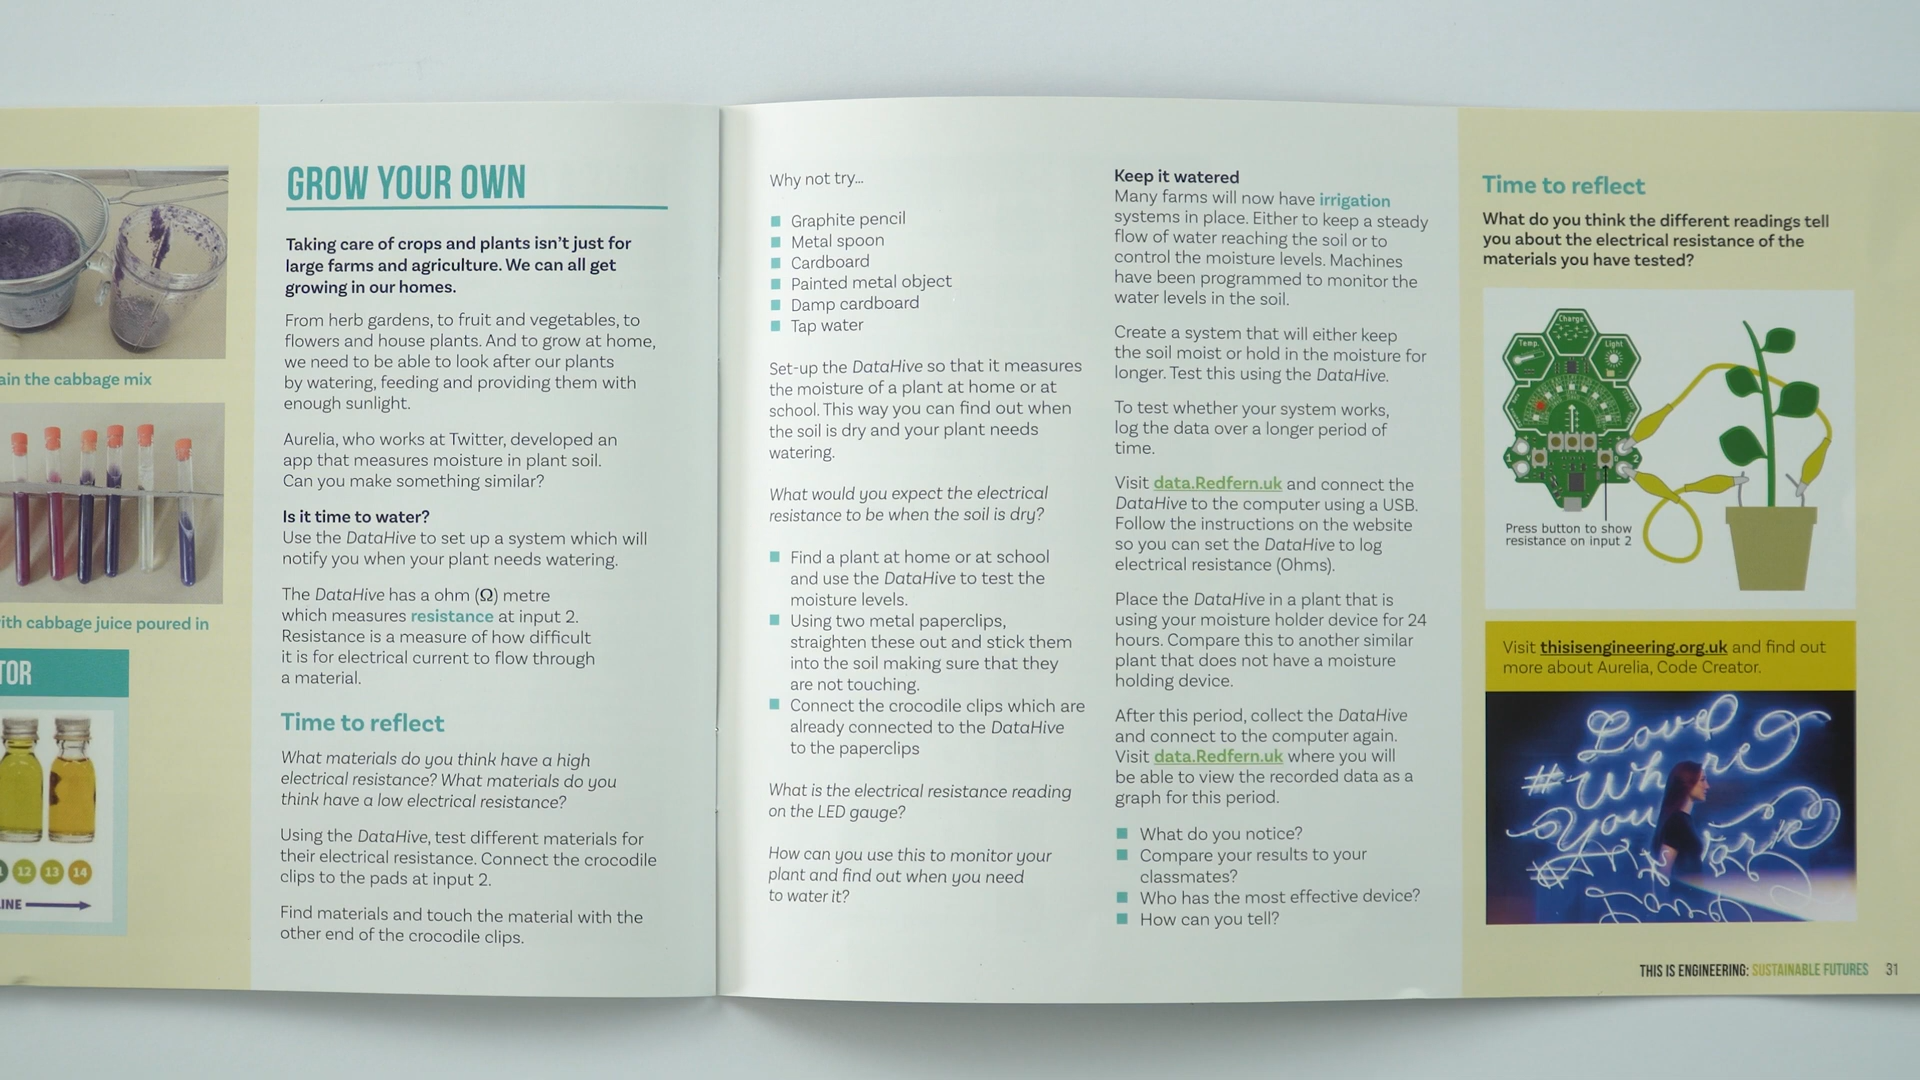 ain the cabbage mix
ith cabbage juice poured in
TOR
12 13 14
LINE
GROW YOUR OWN
Taking care of crops and plants isn't just for
large farms and agriculture. We can all get
growing in our homes.
From herb gardens, to fruit and vegetables, to
flowers and house plants. And to grow at home,
we need to be able to look after our plants
by watering, feeding and providing them with
enough sunlight.
Aurelia, who works at Twitter, developed an
app that measures moisture in plant soil.
Can you make something similar?
Is it time to water?
Use the DataHive to set up a system which will
notify you when your plant needs watering.
The DataHive has a ohm (Ω) metre
which measures resistance at input 2.
Resistance is a measure of how difficult
it is for electrical current to flow through
a material.
Time to reflect
What materials do you think have a high
electrical resistance? What materials do you
think have a low electrical resistance?
Using the DataHive, test different materials for
their electrical resistance. Connect the crocodile
clips to the pads at input 2.
Find materials and touch the material with the
other end of the crocodile clips.
Why not try...
Graphite pencil
Metal spoon
Cardboard
Painted metal object
Damp cardboard
Tap water
Set-up the DataHive so that it measures
the moisture of a plant at home or at
school. This way you can find out when
the soil is dry and your plant needs
watering.
What would you expect the electrical
resistance to be when the soil is dry?
Find a plant at home or at school
and use the DataHive to test the
moisture levels.
Using two metal paperclips,
straighten these out and stick them
into the soil making sure that they
are not touching.
Connect the crocodile clips which are
already connected to the DataHive
to the paperclips
What is the electrical resistance reading
on the LED gauge?
How can you use this to monitor your
plant and find out when you need
to water it?
Keep it watered
Many farms will now have irrigation
systems in place. Either to keep a steady
flow of water reaching the soil or to
control the moisture levels. Machines
have been programmed to monitor the
water levels in the soil.
Create a system that will either keep
the soil moist or hold in the moisture for
longer. Test this using the DataHive.
To test whether your system works,
log the data over a longer period of
time.
Visit data.Redfern.uk and connect the
DataHive to the computer using a USB.
Follow the instructions on the website
so you can set the DataHive to log
electrical resistance (Ohms).
Place the DataHive in a plant that is
using your moisture holder device for 24
hours. Compare this to another similar
plant that does not have a moisture
holding device.
After this period, collect the DataHive
and connect to the computer again.
Visit data.Redfern.uk where you will
be able to view the recorded data as a
graph for this period.
What do you notice?
Compare your results to your
classmates?
Who has the most effective device?
How can you tell?
Time to reflect
What do you think the different readings tell
you about the electrical resistance of the
materials you have tested?
Charge
Temp.
Light
1
2
Press button to show
resistance on input 2
Visit thisisengineering.org.uk and find out
more about Aurelia, Code Creator.
Love
#Where
You
Work
THIS IS ENGINEERING: SUSTAINABLE FUTURES 31